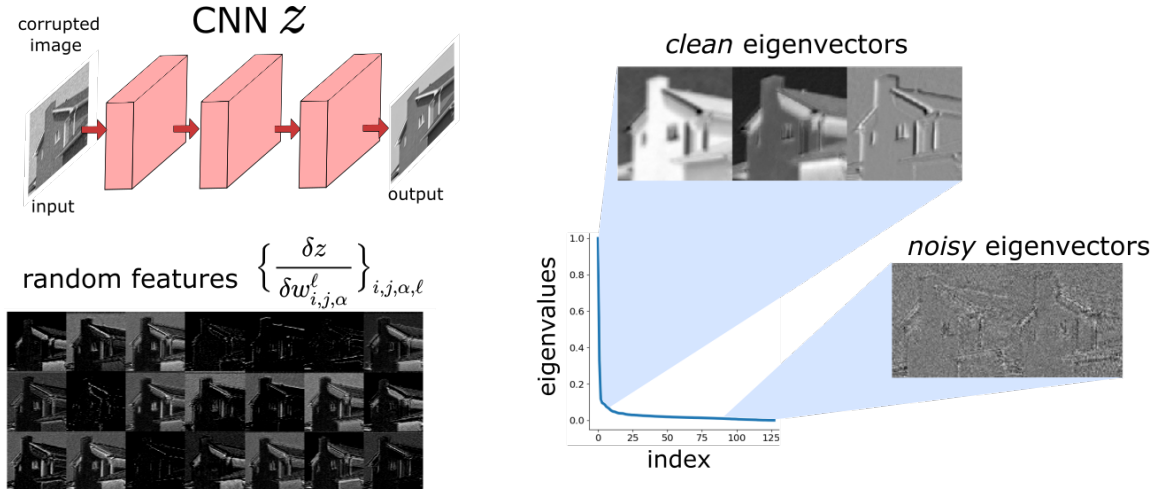 corrupted
image
CNN z
input
output
random features { δz / δw^ℓ_{i,j,α} }_{i,j,α,ℓ}
clean eigenvectors
noisy eigenvectors
eigenvalues
1.0
0.8
0.6
0.4
0.2
0.0
0 25 50 75 100 125
index